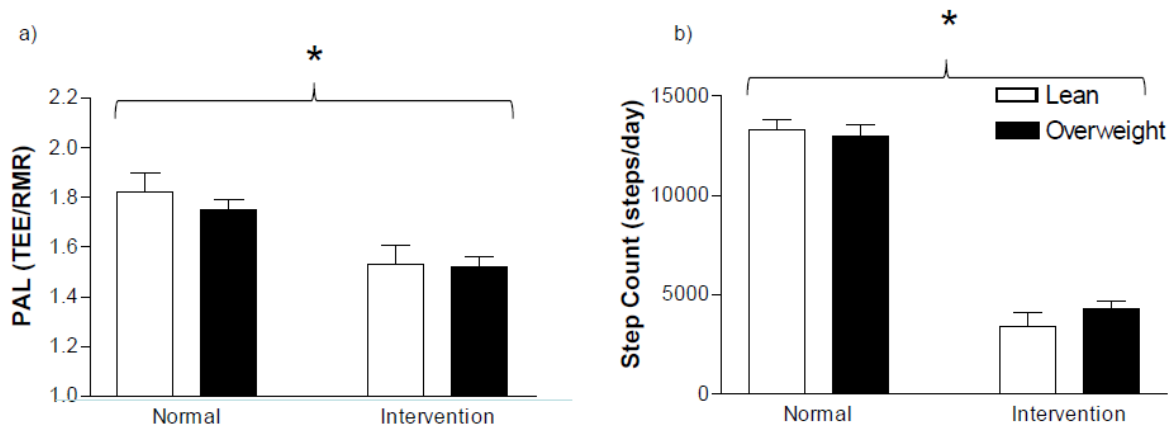 a)
*
PAL (TEE/RMR)
2.2
2.0
1.8
1.6
1.4
1.2
1.0
Normal
Intervention
b)
*
Step Count (steps/day)
15000
10000
5000
0
Lean
Overweight
Normal
Intervention